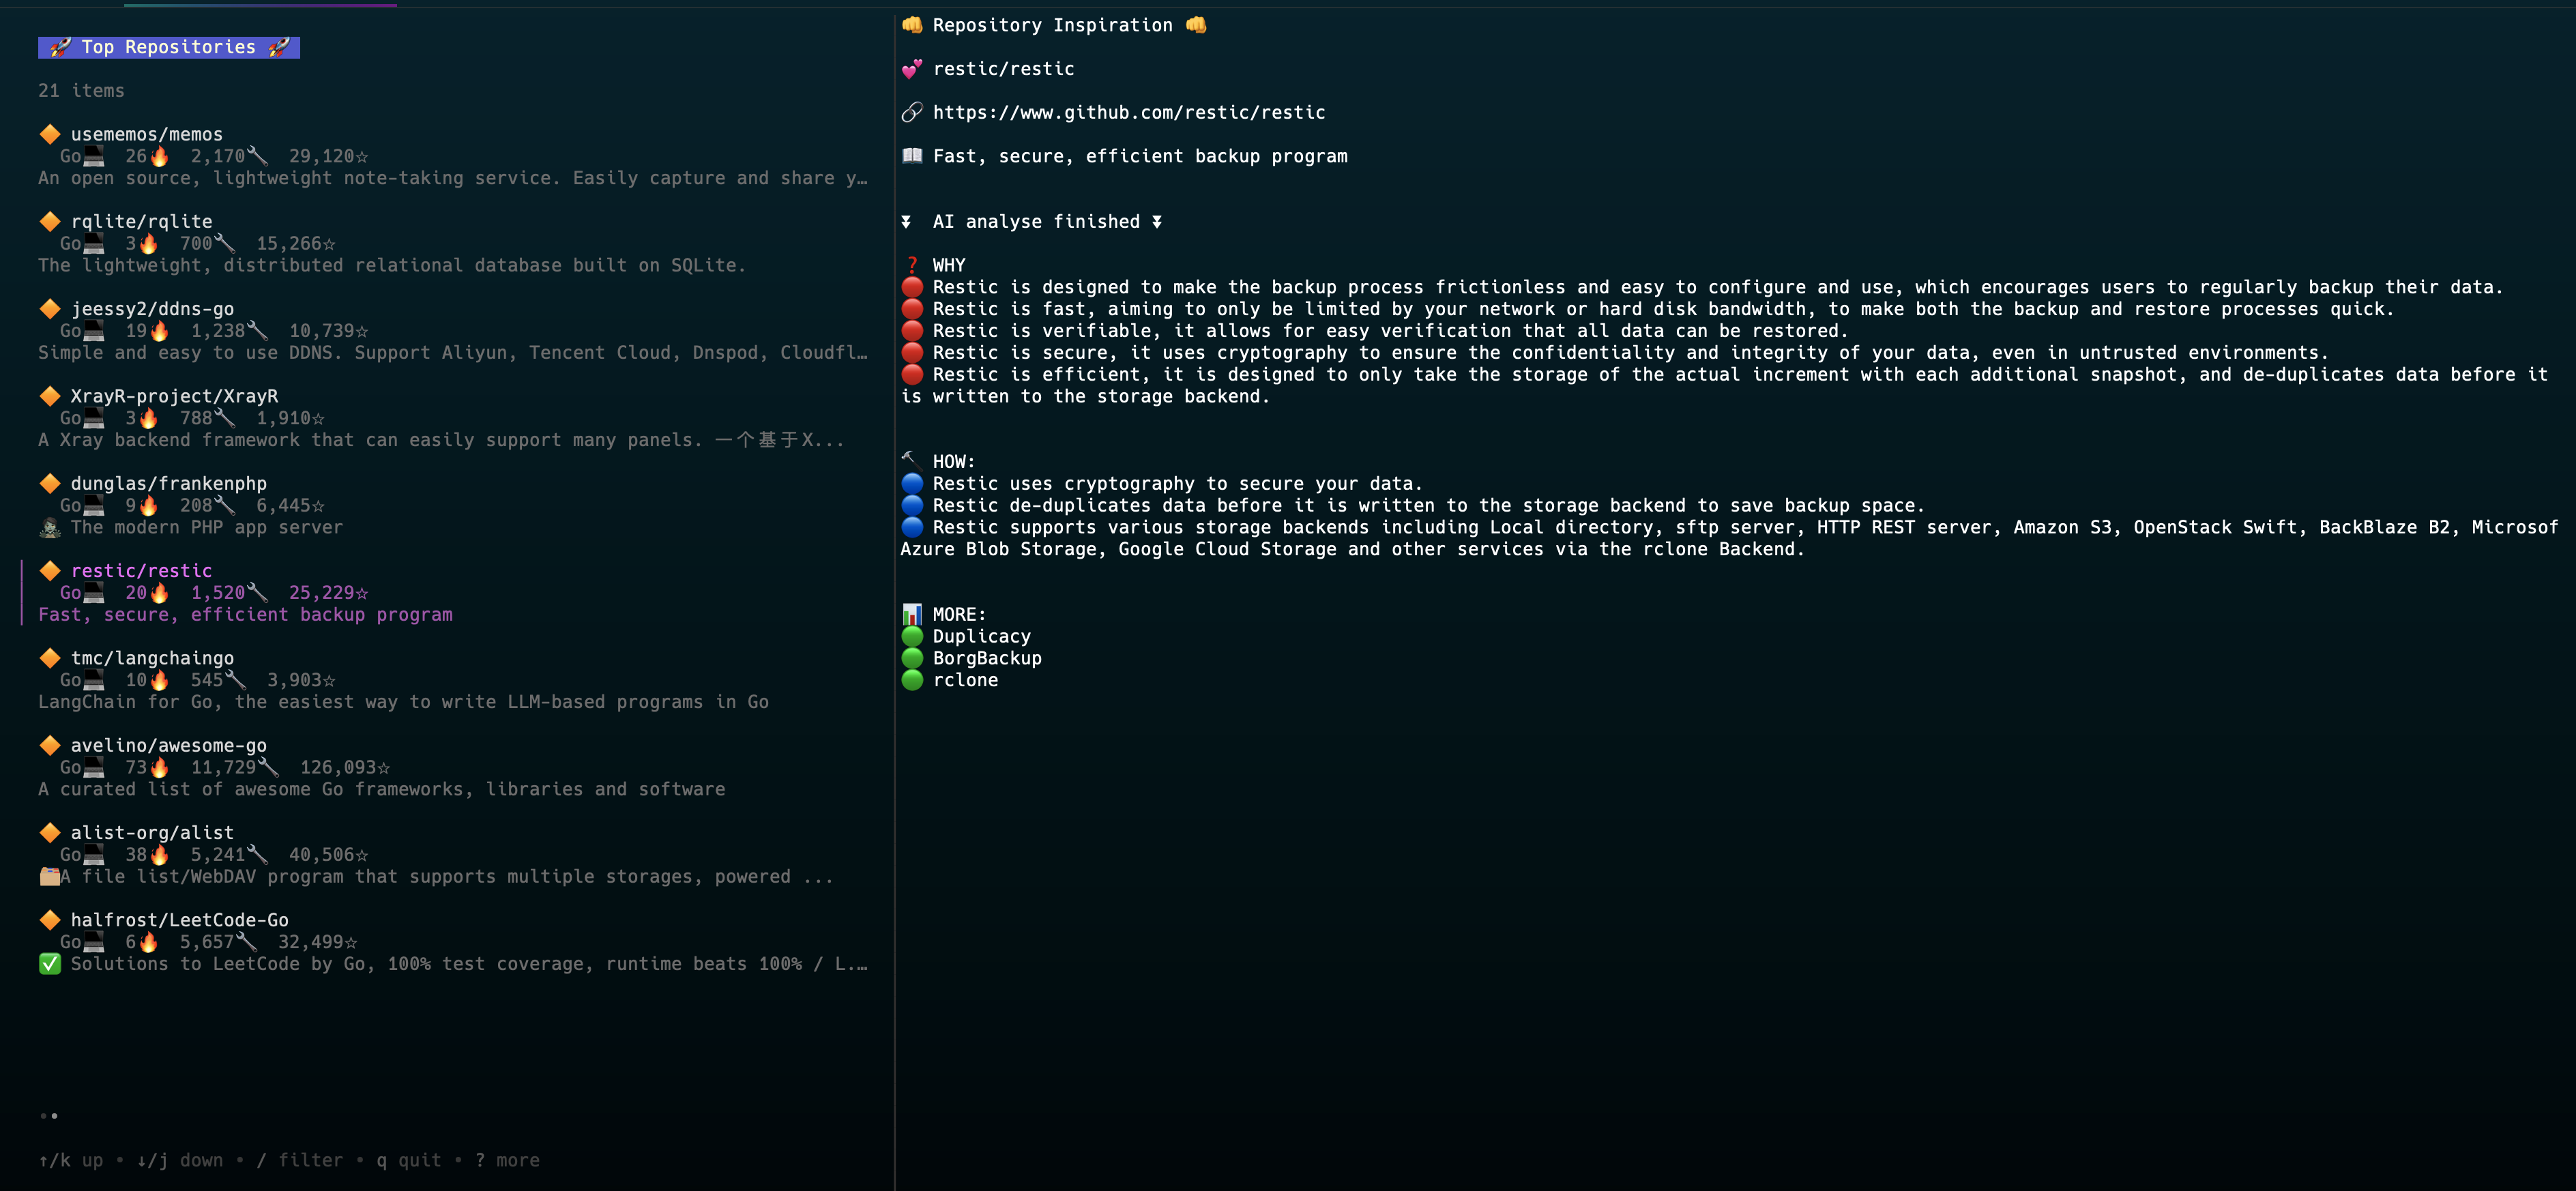 🚀 Top Repositories 🚀
21 items
🔶 usememos/memos
Go💻 26🔥 2,170🔧 29,120☆
An open source, lightweight note-taking service. Easily capture and share y…
🔶 rqlite/rqlite
Go💻 3🔥 700🔧 15,266☆
The lightweight, distributed relational database built on SQLite.
🔶 jeessy2/ddns-go
Go💻 19🔥 1,238🔧 10,739☆
Simple and easy to use DDNS. Support Aliyun, Tencent Cloud, Dnspod, Cloudfl…
🔶 XrayR-project/XrayR
Go💻 3🔥 788🔧 1,910☆
A Xray backend framework that can easily support many panels. 一个基于X...
🔶 dunglas/frankenphp
Go💻 9🔥 208🔧 6,445☆
🧟 The modern PHP app server
🔶 restic/restic
Go💻 20🔥 1,520🔧 25,229☆
Fast, secure, efficient backup program
🔶 tmc/langchaingo
Go💻 10🔥 545🔧 3,903☆
LangChain for Go, the easiest way to write LLM-based programs in Go
🔶 avelino/awesome-go
Go💻 73🔥 11,729🔧 126,093☆
A curated list of awesome Go frameworks, libraries and software
🔶 alist-org/alist
Go💻 38🔥 5,241🔧 40,506☆
🗂️A file list/WebDAV program that supports multiple storages, powered ...
🔶 halfrost/LeetCode-Go
Go💻 6🔥 5,657🔧 32,499☆
✅ Solutions to LeetCode by Go, 100% test coverage, runtime beats 100% / L.…
••
↑/k up • ↓/j down • / filter • q quit • ? more
👊 Repository Inspiration 👊
💕 restic/restic
🔗 https://www.github.com/restic/restic
📖 Fast, secure, efficient backup program
⏬ AI analyse finished ⏬
❓ WHY
🔴 Restic is designed to make the backup process frictionless and easy to configure and use, which encourages users to regularly backup their data.
🔴 Restic is fast, aiming to only be limited by your network or hard disk bandwidth, to make both the backup and restore processes quick.
🔴 Restic is verifiable, it allows for easy verification that all data can be restored.
🔴 Restic is secure, it uses cryptography to ensure the confidentiality and integrity of your data, even in untrusted environments.
🔴 Restic is efficient, it is designed to only take the storage of the actual increment with each additional snapshot, and de-duplicates data before it
is written to the storage backend.
🔨 HOW:
🔵 Restic uses cryptography to secure your data.
🔵 Restic de-duplicates data before it is written to the storage backend to save backup space.
🔵 Restic supports various storage backends including Local directory, sftp server, HTTP REST server, Amazon S3, OpenStack Swift, BackBlaze B2, Microsof
Azure Blob Storage, Google Cloud Storage and other services via the rclone Backend.
📊 MORE:
🟢 Duplicacy
🟢 BorgBackup
🟢 rclone